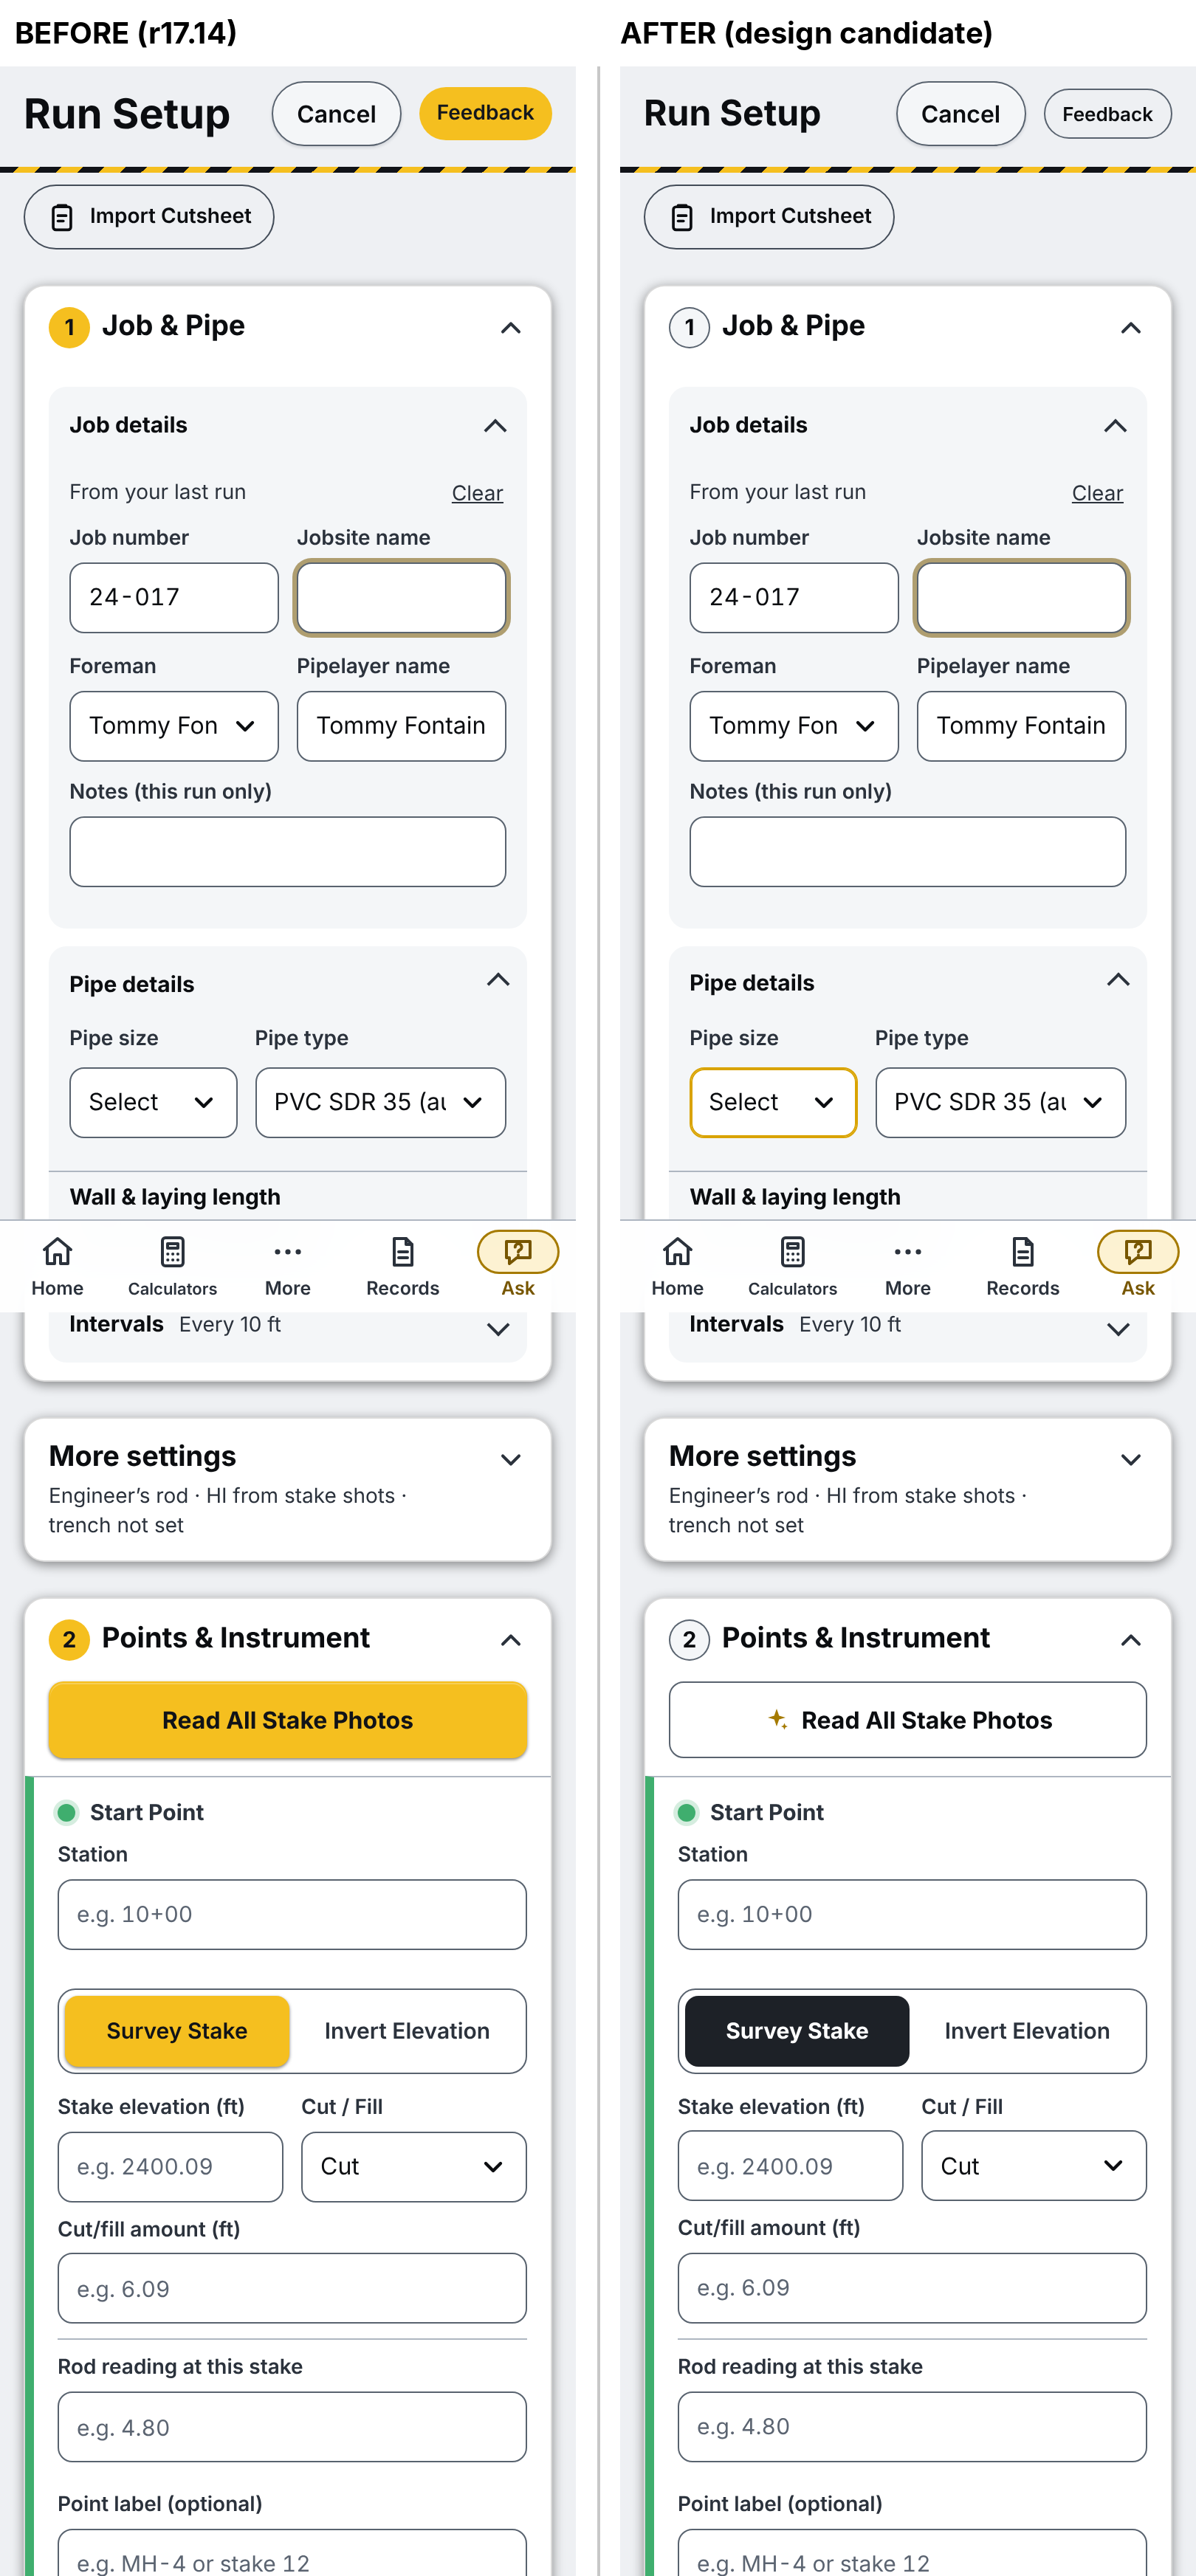 BEFORE (r17.14)
Run Setup Cancel Feedback
Import Cutsheet
1 Job & Pipe
Job details
From your last run Clear
Job number Jobsite name
24-017
Foreman Pipelayer name
Tommy Fon Tommy Fontain
Notes (this run only)
Pipe details
Pipe size Pipe type
Select PVC SDR 35 (au
Wall & laying length
Home Calculators More Records Ask
Intervals Every 10 ft
More settings
Engineer’s rod · HI from stake shots ·
trench not set
2 Points & Instrument
Read All Stake Photos
Start Point
Station
e.g. 10+00
Survey Stake Invert Elevation
Stake elevation (ft) Cut / Fill
e.g. 2400.09 Cut
Cut/fill amount (ft)
e.g. 6.09
Rod reading at this stake
e.g. 4.80
Point label (optional)
e.g. MH-4 or stake 12
AFTER (design candidate)
Run Setup Cancel Feedback
Import Cutsheet
1 Job & Pipe
Job details
From your last run Clear
Job number Jobsite name
24-017
Foreman Pipelayer name
Tommy Fon Tommy Fontain
Notes (this run only)
Pipe details
Pipe size Pipe type
Select PVC SDR 35 (au
Wall & laying length
Home Calculators More Records Ask
Intervals Every 10 ft
More settings
Engineer’s rod · HI from stake shots ·
trench not set
2 Points & Instrument
Read All Stake Photos
Start Point
Station
e.g. 10+00
Survey Stake Invert Elevation
Stake elevation (ft) Cut / Fill
e.g. 2400.09 Cut
Cut/fill amount (ft)
e.g. 6.09
Rod reading at this stake
e.g. 4.80
Point label (optional)
e.g. MH-4 or stake 12